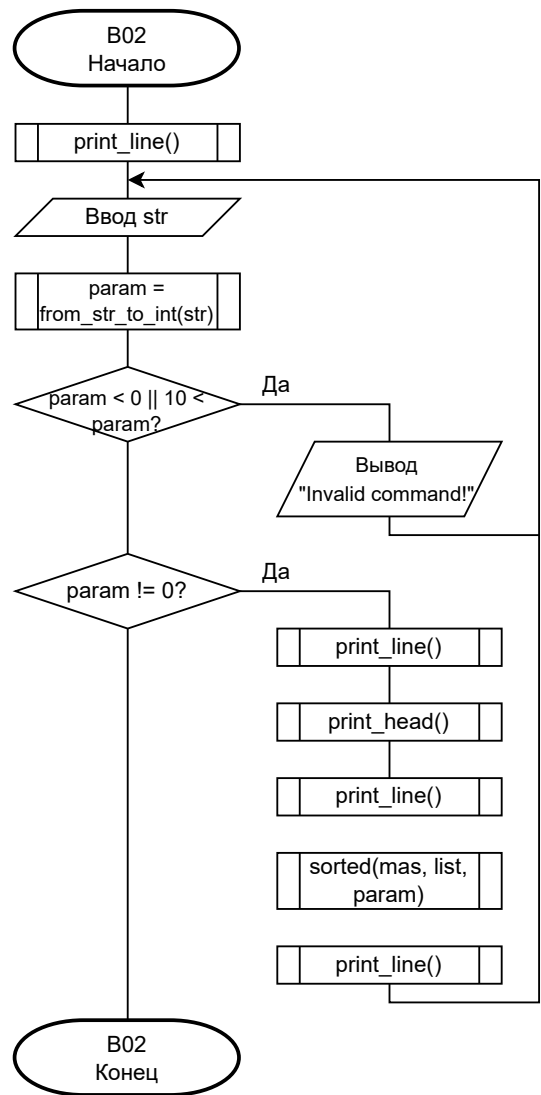 B02
Начало
print_line()
Ввод str
param =
from_str_to_int(str)
param < 0 || 10 <
param?
Да
Вывод
"Invalid command!"
param != 0?
Да
print_line()
print_head()
print_line()
sorted(mas, list,
param)
print_line()
B02
Конец